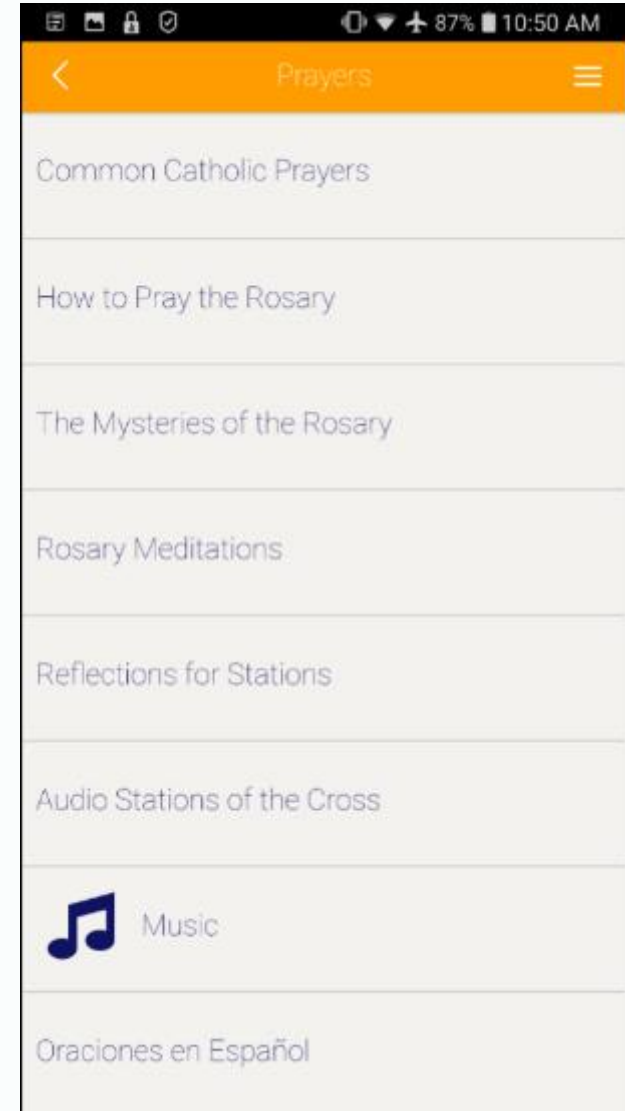 87% 10:50 AM
Prayers
Common Catholic Prayers
How to Pray the Rosary
The Mysteries of the Rosary
Rosary Meditations
Reflections for Stations
Audio Stations of the Cross
Music
Oraciones en Español